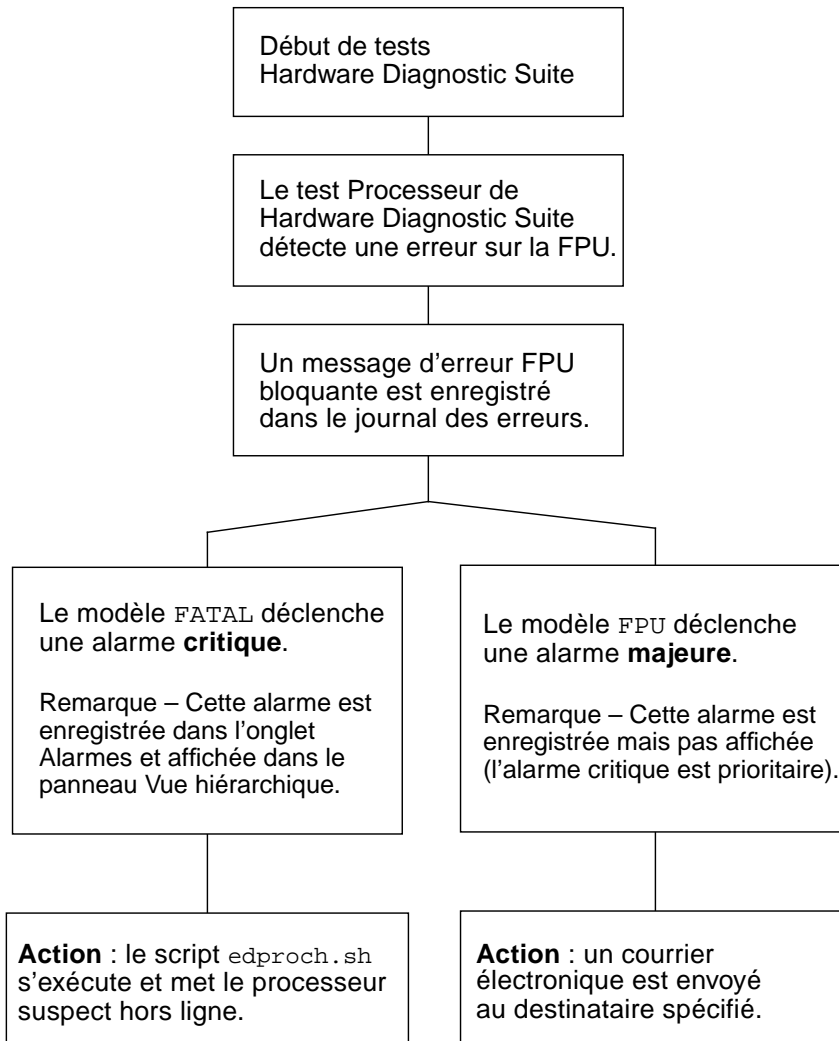 Début de tests
Hardware Diagnostic Suite
Le test Processeur de
Hardware Diagnostic Suite
détecte une erreur sur la FPU.
Un message d'erreur FPU
bloquante est enregistré
dans le journal des erreurs.
Le modèle FATAL déclenche
une alarme critique.
Remarque – Cette alarme est
enregistrée dans l'onglet
Alarmes et affichée dans le
panneau Vue hiérarchique.
Le modèle FPU déclenche
une alarme majeure.
Remarque – Cette alarme est
enregistrée mais pas affichée
(l'alarme critique est prioritaire).
Action : le script edproch.sh
s'exécute et met le processeur
suspect hors ligne.
Action : un courrier
électronique est envoyé
au destinataire spécifié.